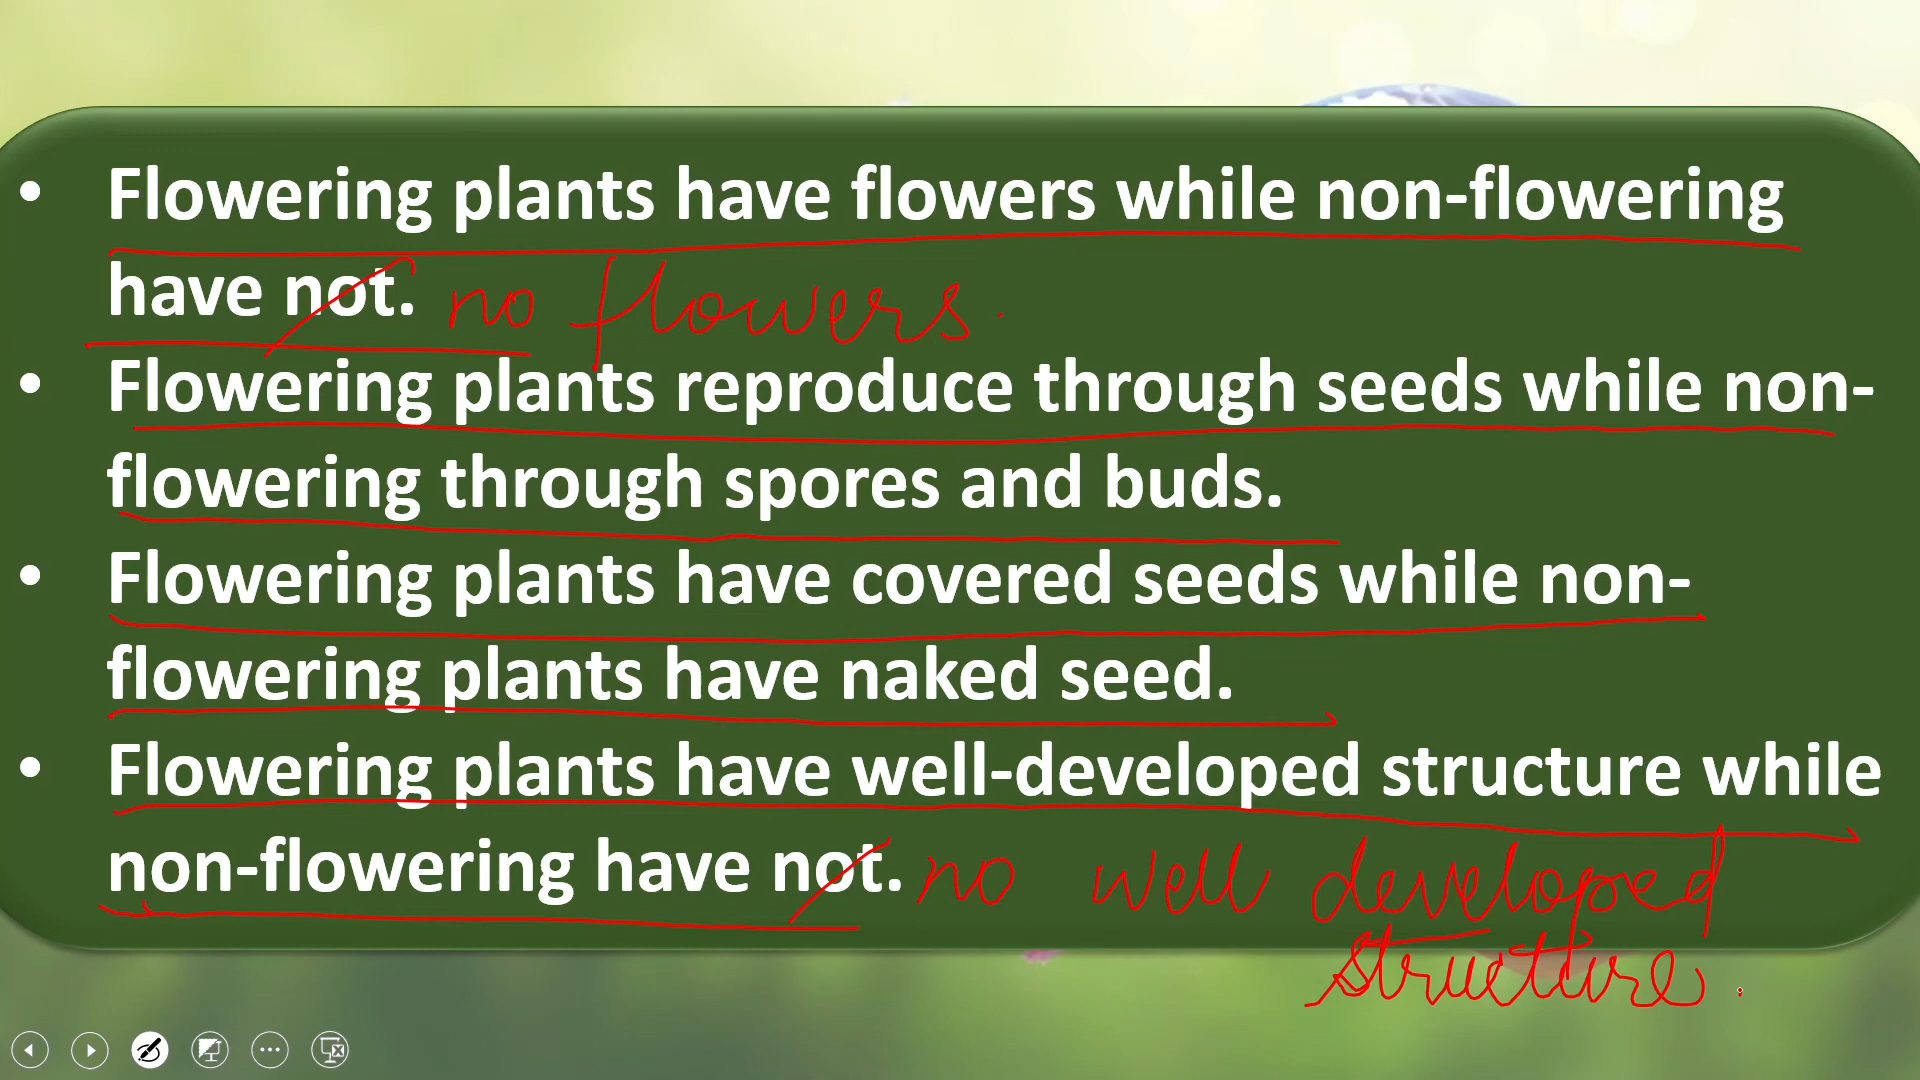 • Flowering plants have flowers while non-flowering
have not. no flowers.
• Flowering plants reproduce through seeds while non-
flowering through spores and buds.
• Flowering plants have covered seeds while non-
flowering plants have naked seed.
• Flowering plants have well-developed structure while
non-flowering have not. no well developed
structure